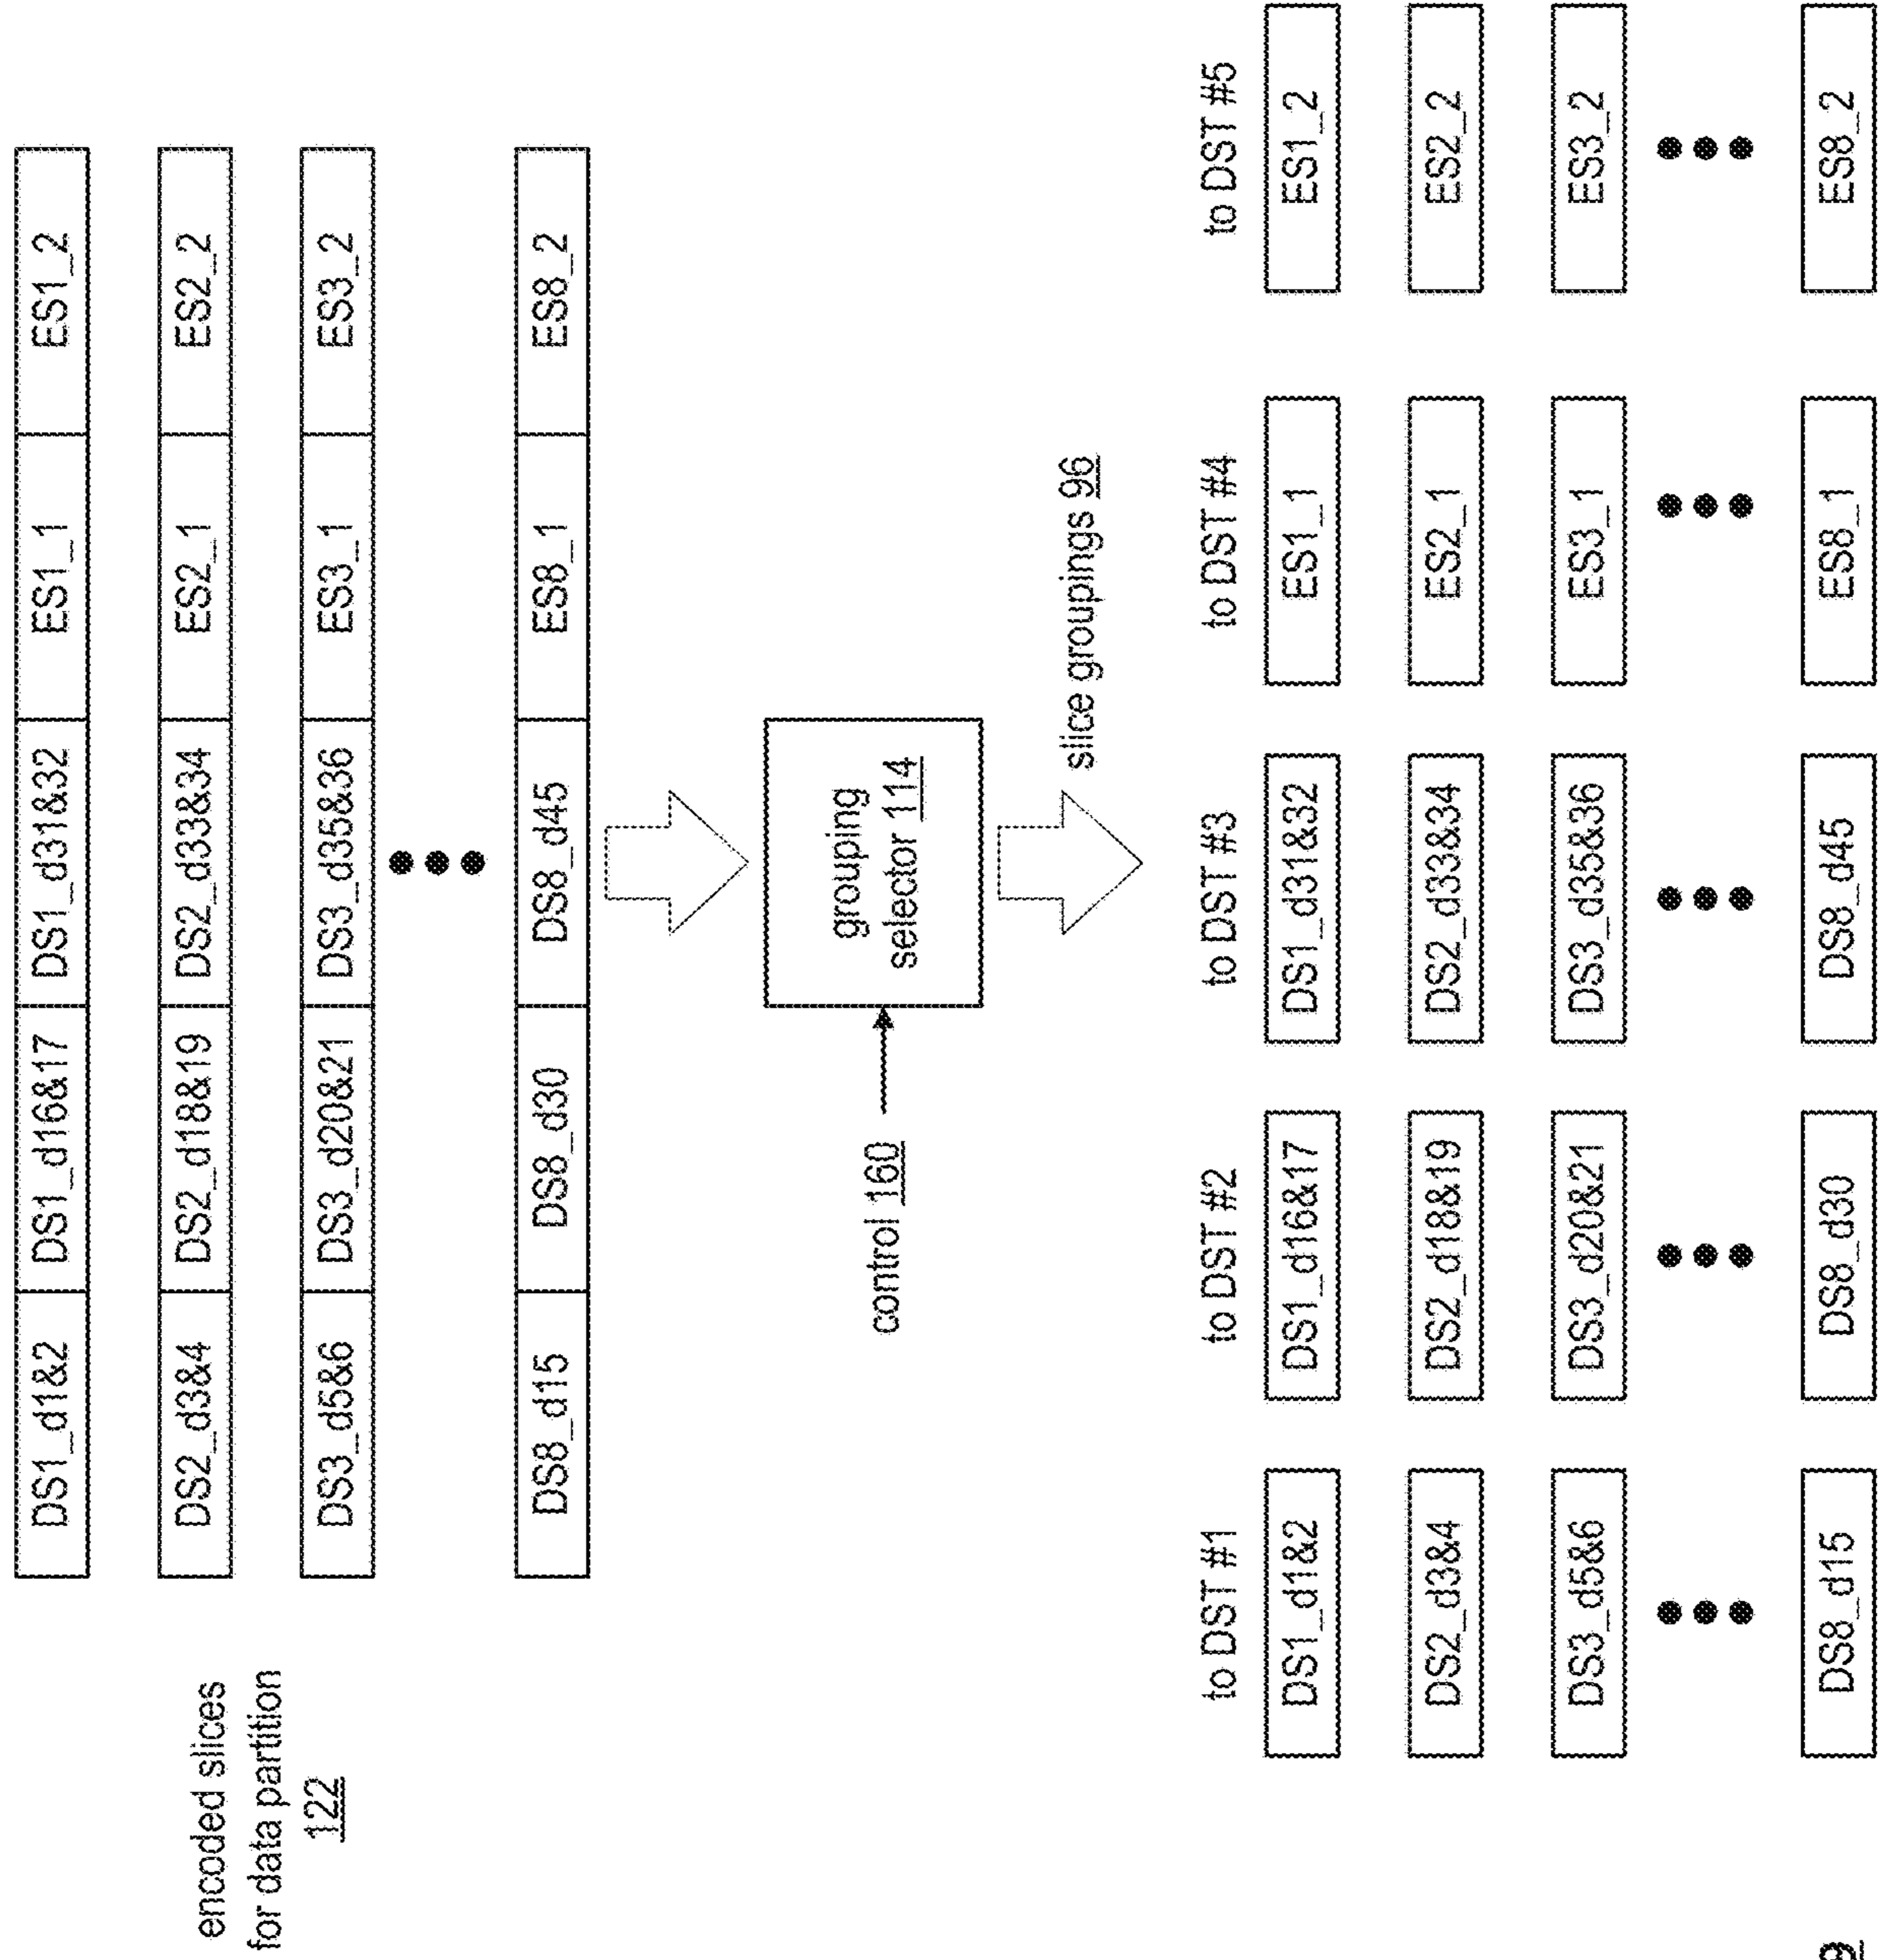 encoded slices
for data partition
122
DS1_d1&2 DS1_d16&17 DS1_d31&32 ES1_1 ES1_2
DS2_d3&4 DS2_d18&19 DS2_d33&34 ES2_1 ES2_2
DS3_d5&6 DS3_d20&21 DS3_d35&36 ES3_1 ES3_2
DS8_d15 DS8_d30 DS8_d45 ES8_1 ES8_2
control 160
grouping
selector 114
slice groupings 96
to DST #1 to DST #2 to DST #3 to DST #4 to DST #5
DS1_d1&2 DS1_d16&17 DS1_d31&32 ES1_1 ES1_2
DS2_d3&4 DS2_d18&19 DS2_d33&34 ES2_1 ES2_2
DS3_d5&6 DS3_d20&21 DS3_d35&36 ES3_1 ES3_2
DS8_d15 DS8_d30 DS8_d45 ES8_1 ES8_2